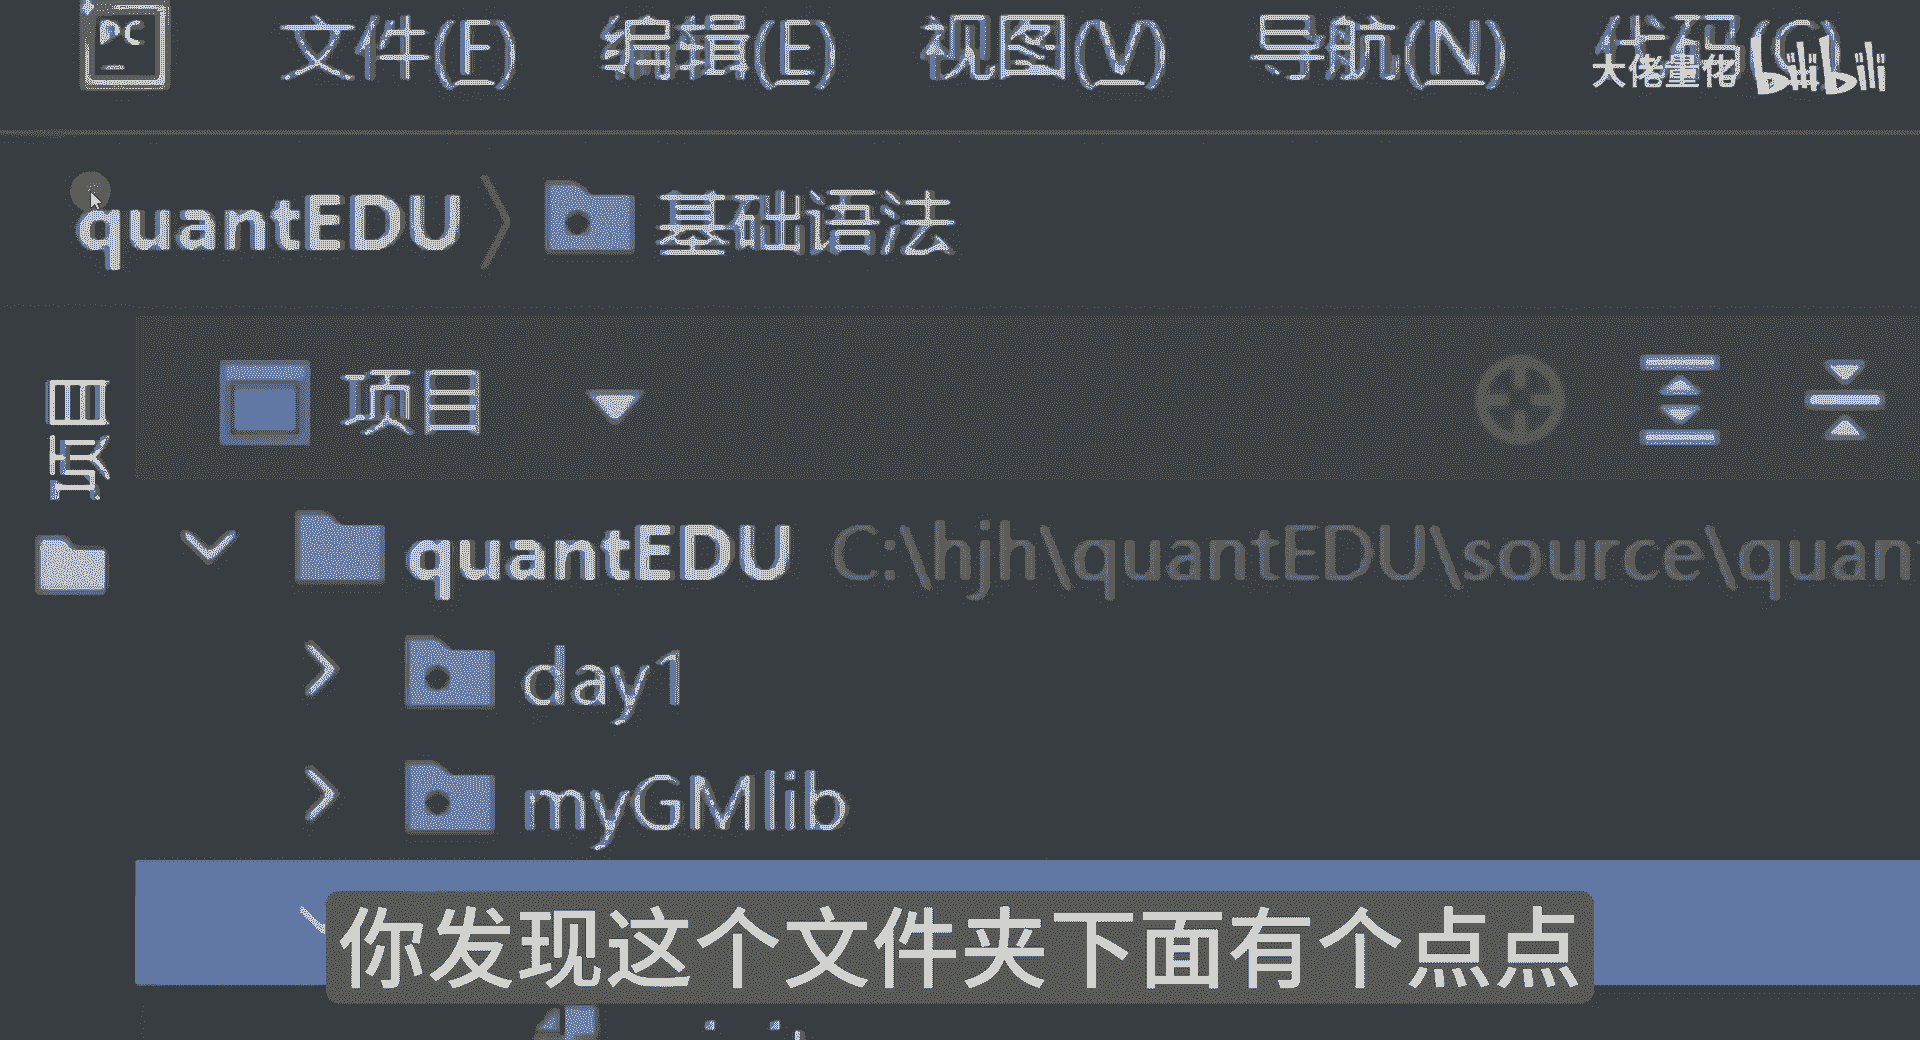 PC
文件(F) 编辑(E) 视图(V) 导航(N) 代码(C)
大佬量化 bilibili
quantEDU 基础语法
项目
项目
quantEDU C:\hjh\quantEDU\source\quant
day1
myGMlib
你发现这个文件夹下面有个点点